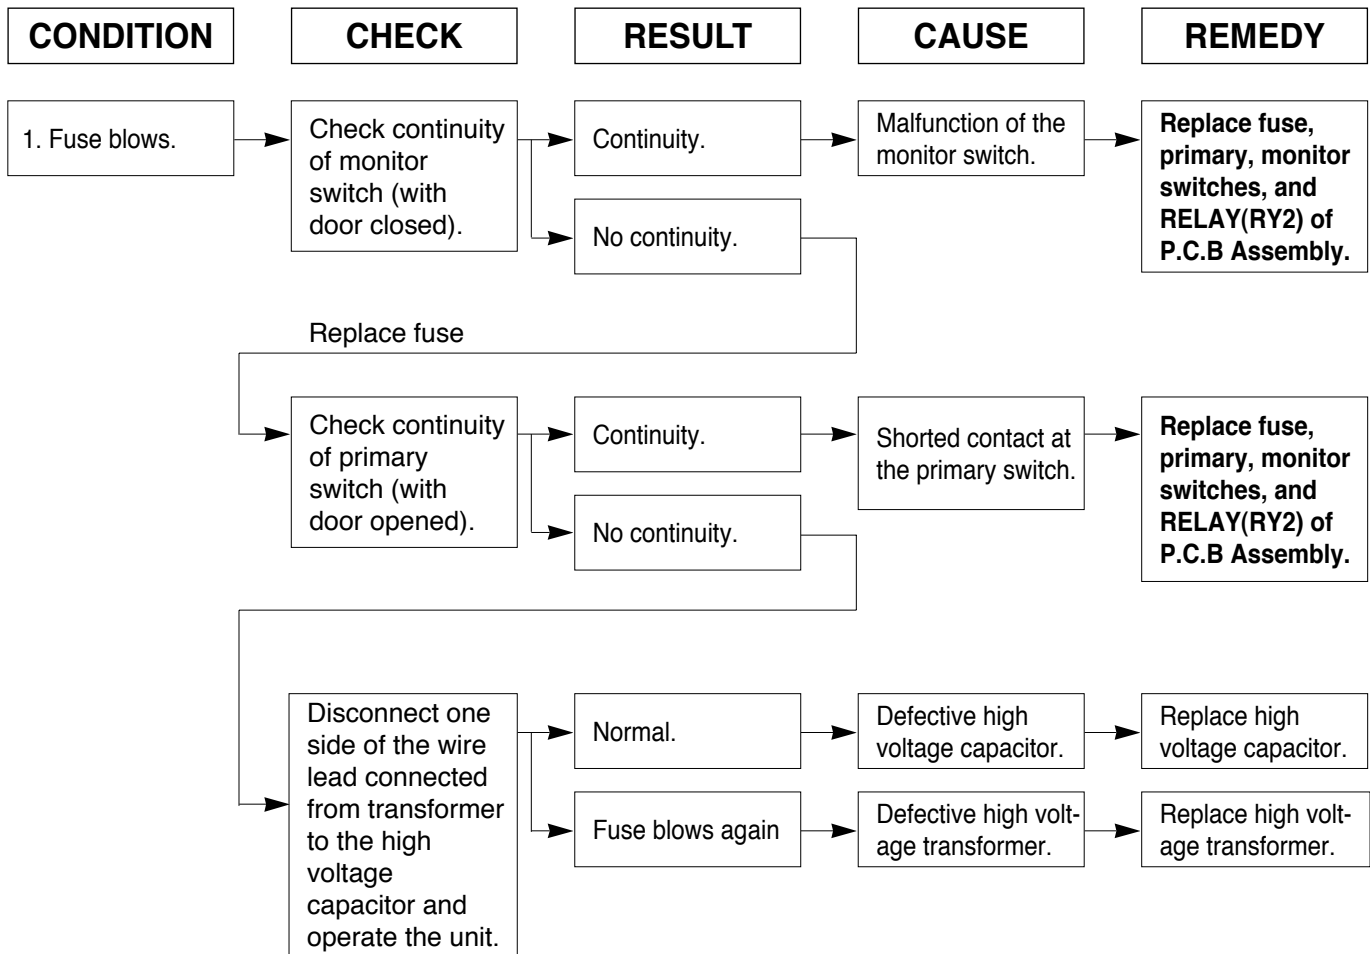 CONDITION
CHECK
RESULT
CAUSE
REMEDY
1. Fuse blows.
Check continuity
of monitor
switch (with
door closed).
Continuity.
Malfunction of the
monitor switch.
Replace fuse,
primary, monitor
switches, and
RELAY(RY2) of
P.C.B Assembly.
No continuity.
Replace fuse
Check continuity
of primary
switch (with
door opened).
Continuity.
Shorted contact at
the primary switch.
Replace fuse,
primary, monitor
switches, and
RELAY(RY2) of
P.C.B Assembly.
No continuity.
Disconnect one
side of the wire
lead connected
from transformer
to the high
voltage
capacitor and
operate the unit.
Normal.
Defective high
voltage capacitor.
Replace high
voltage capacitor.
Fuse blows again
Defective high volt-
age transformer.
Replace high volt-
age transformer.